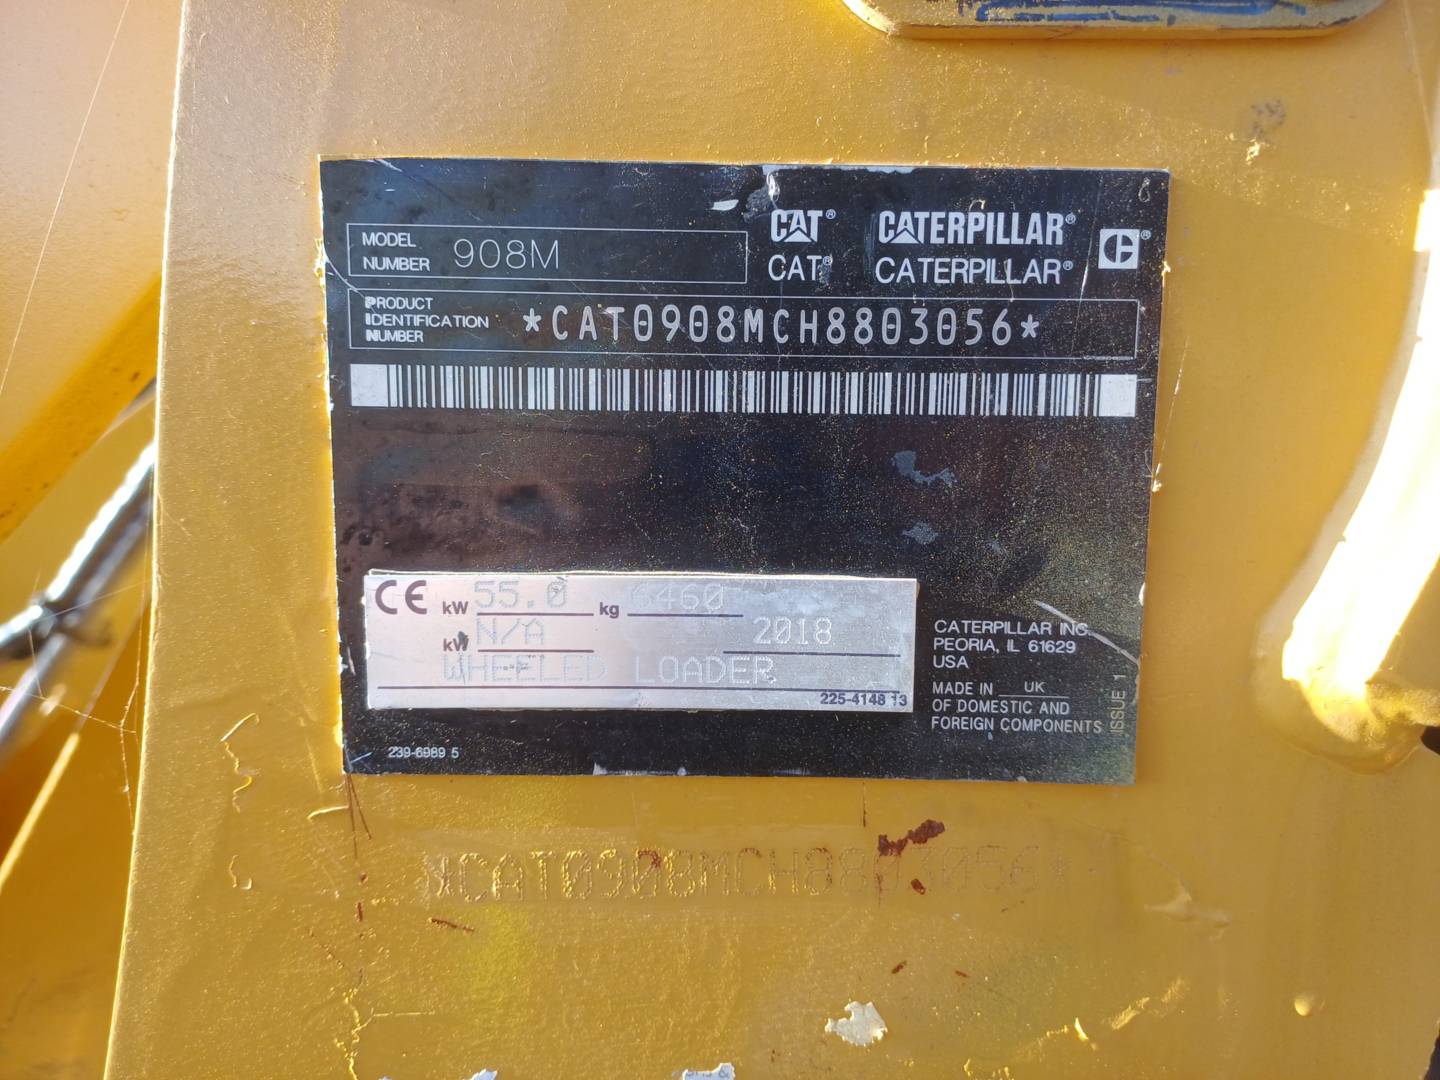 CAT® CATERPILLAR®
CAT® CATERPILLAR®
MODEL NUMBER 908M
PRODUCT IDENTIFICATION NUMBER *CAT0908MCH8803056*
CE kW 55.0 kg 6460
kW N/A 2018
WHEELED LOADER
225-4148 13
CATERPILLAR INC.
PEORIA, IL 61629
USA
MADE IN UK
OF DOMESTIC AND
FOREIGN COMPONENTS
ISSUE 1
239-6989 5
*CAT0908MCH8803056*